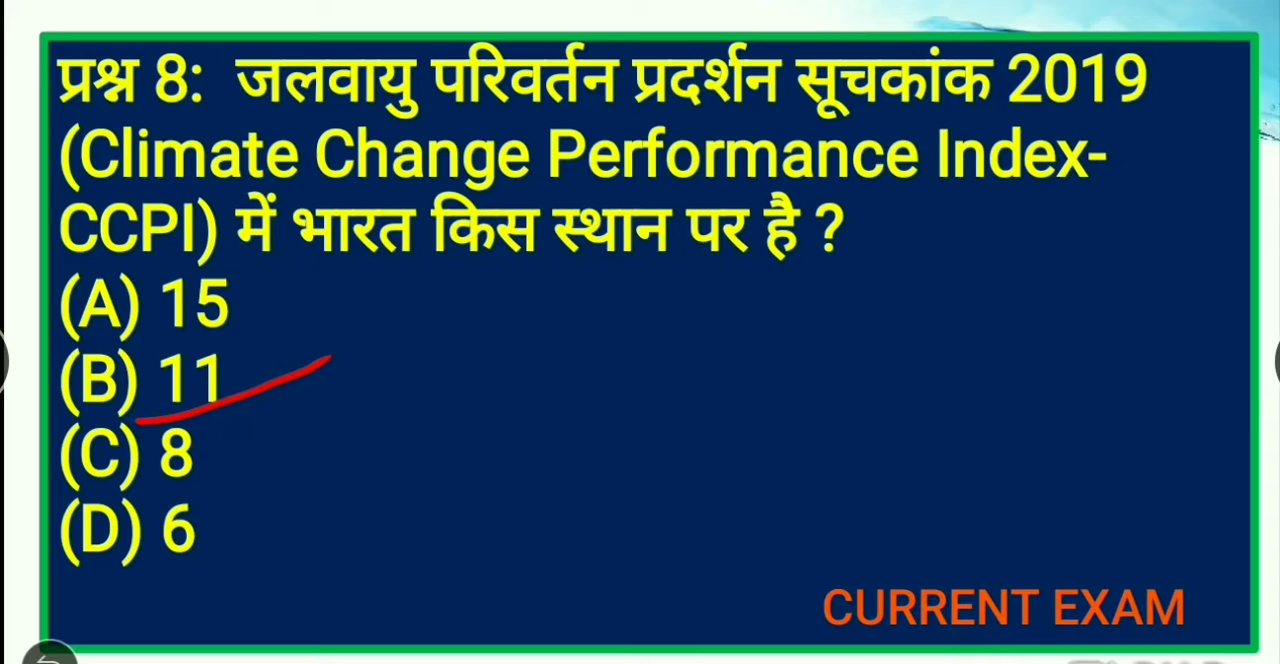 प्रश्न 8: जलवायु परिवर्तन प्रदर्शन सूचकांक 2019
(Climate Change Performance Index-
CCPI) में भारत किस स्थान पर है ?
(A) 15
(B) 11
(C) 8
(D) 6
CURRENT EXAM